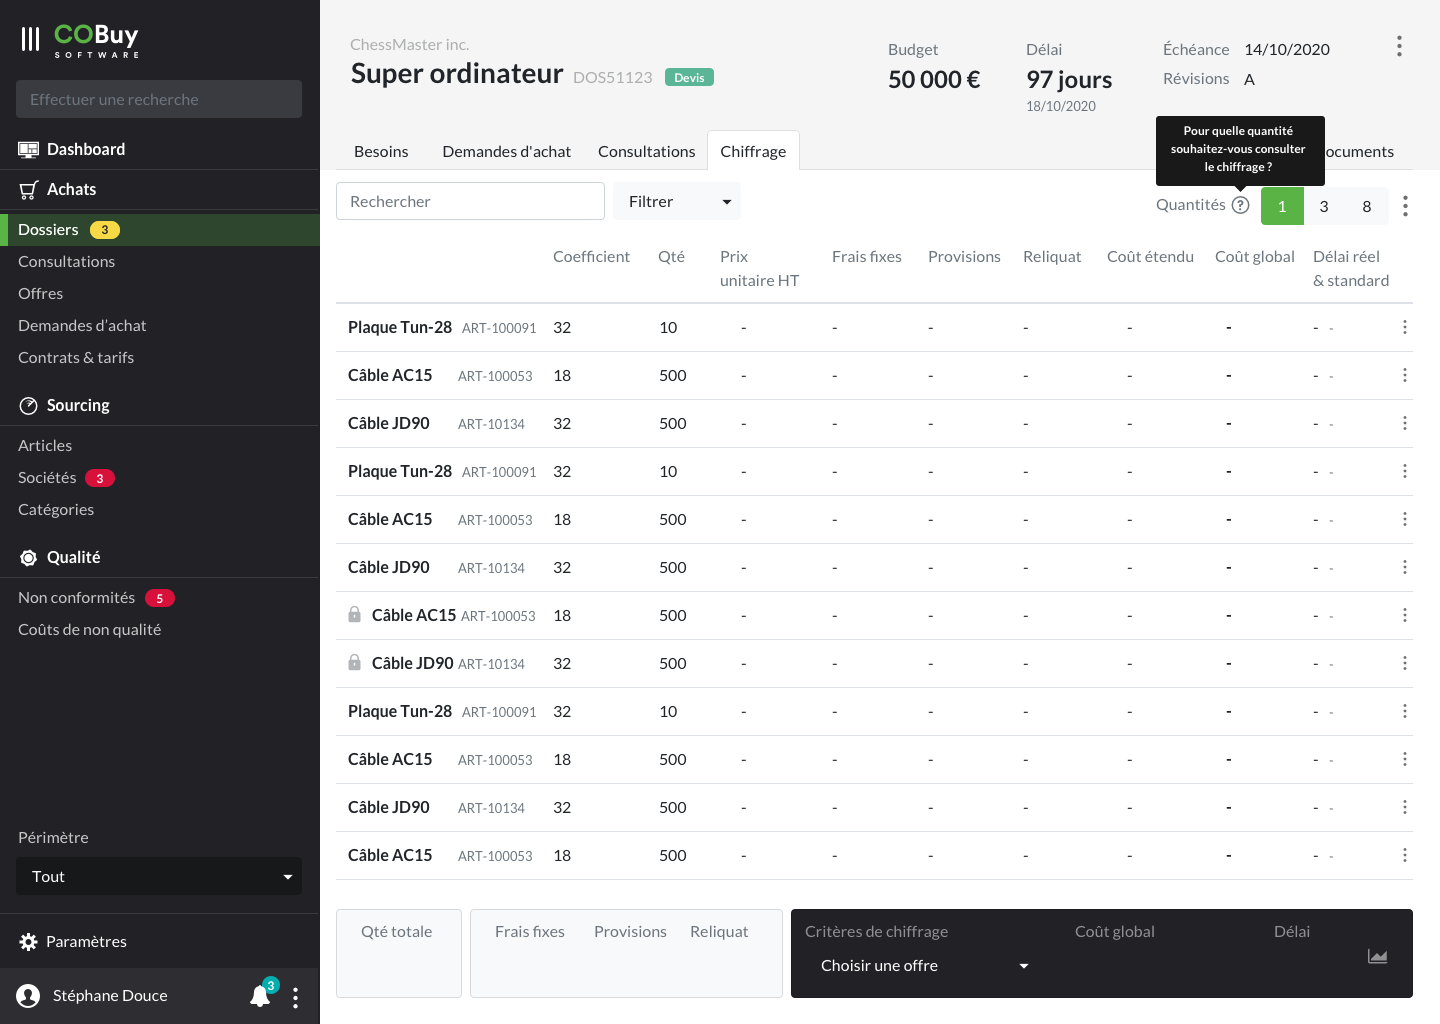 COBuy
SOFTWARE
Effectuer une recherche
Dashboard
Achats
Dossiers 3
Consultations
Offres
Demandes d'achat
Contrats & tarifs
Sourcing
Articles
Sociétés 3
Catégories
Qualité
Non conformités 5
Coûts de non qualité
Périmètre
Tout
Paramètres
Stéphane Douce 3
ChessMaster inc.
Super ordinateur DOS51123 Devis
Budget
50 000 €
Délai
97 jours
18/10/2020
Échéance 14/10/2020
Révisions A
Besoins Demandes d'achat Consultations Chiffrage ocuments
Pour quelle quantité
souhaitez-vous consulter
le chiffrage ?
Rechercher Filtrer Quantités ? 1 3 8
Coefficient Qté Prix unitaire HT Frais fixes Provisions Reliquat Coût étendu Coût global Délai réel & standard
Plaque Tun-28 ART-100091 32 10 - - - - - - - -
Câble AC15 ART-100053 18 500 - - - - - - - -
Câble JD90 ART-10134 32 500 - - - - - - - -
Plaque Tun-28 ART-100091 32 10 - - - - - - - -
Câble AC15 ART-100053 18 500 - - - - - - - -
Câble JD90 ART-10134 32 500 - - - - - - - -
Câble AC15 ART-100053 18 500 - - - - - - - -
Câble JD90 ART-10134 32 500 - - - - - - - -
Plaque Tun-28 ART-100091 32 10 - - - - - - - -
Câble AC15 ART-100053 18 500 - - - - - - - -
Câble JD90 ART-10134 32 500 - - - - - - - -
Câble AC15 ART-100053 18 500 - - - - - - - -
Qté totale Frais fixes Provisions Reliquat Critères de chiffrage Coût global Délai
Choisir une offre